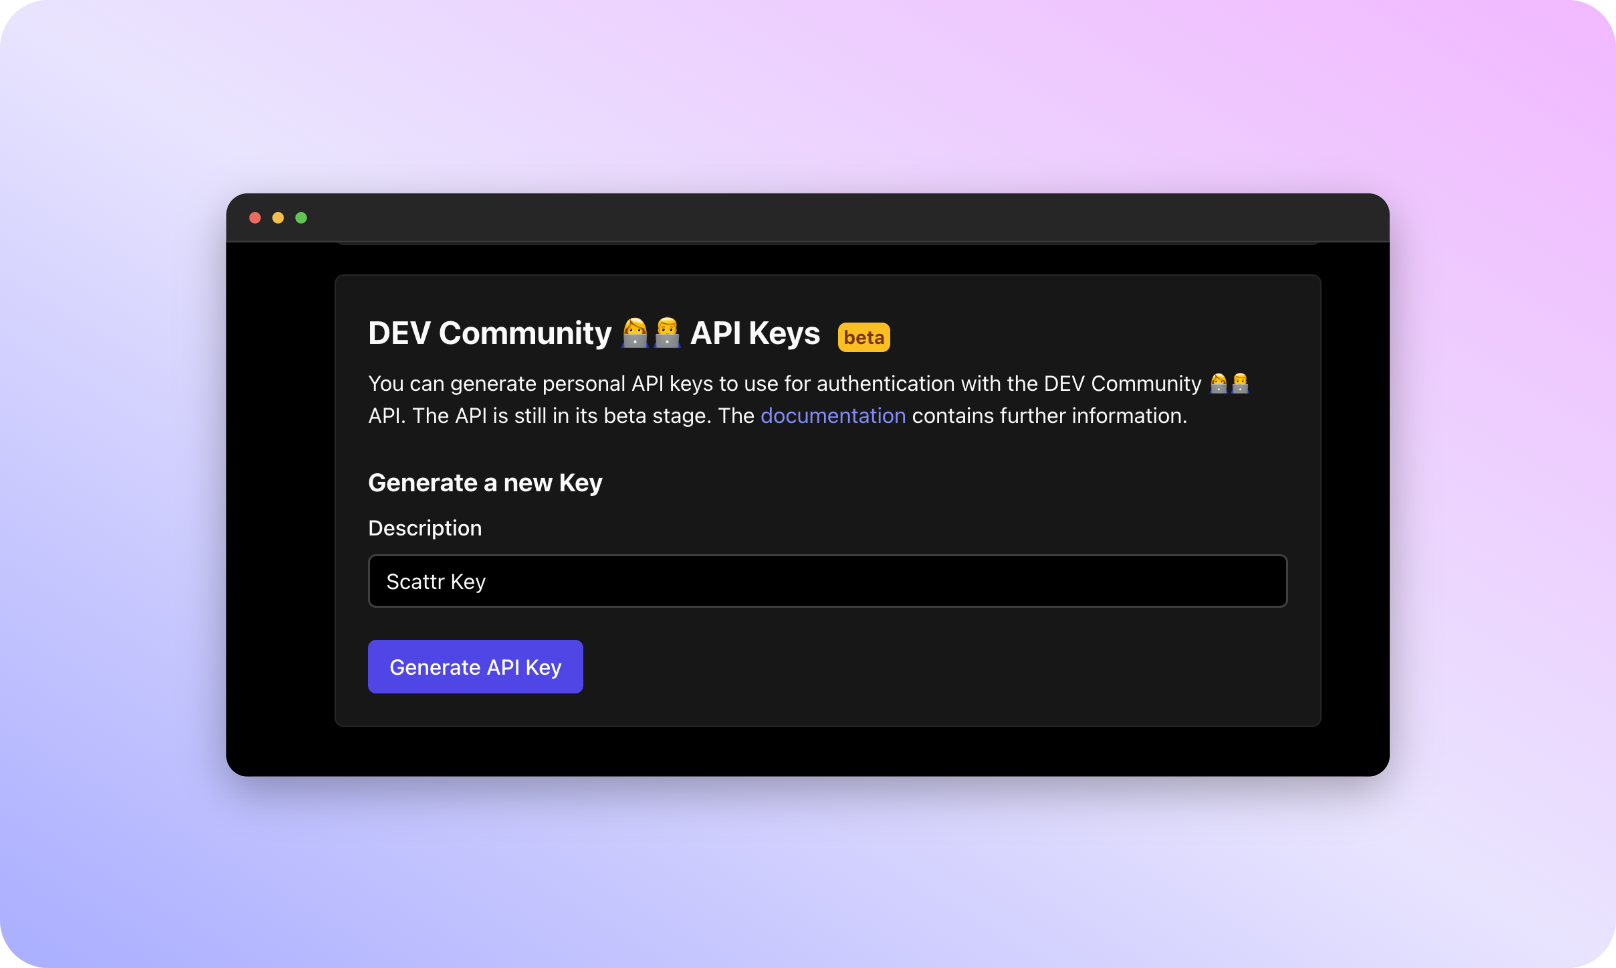 DEV Community 👩‍💻👨‍💻 API Keys beta
You can generate personal API keys to use for authentication with the DEV Community 👩‍💻👨‍💻
API. The API is still in its beta stage. The documentation contains further information.
Generate a new Key
Description
Scattr Key
Generate API Key